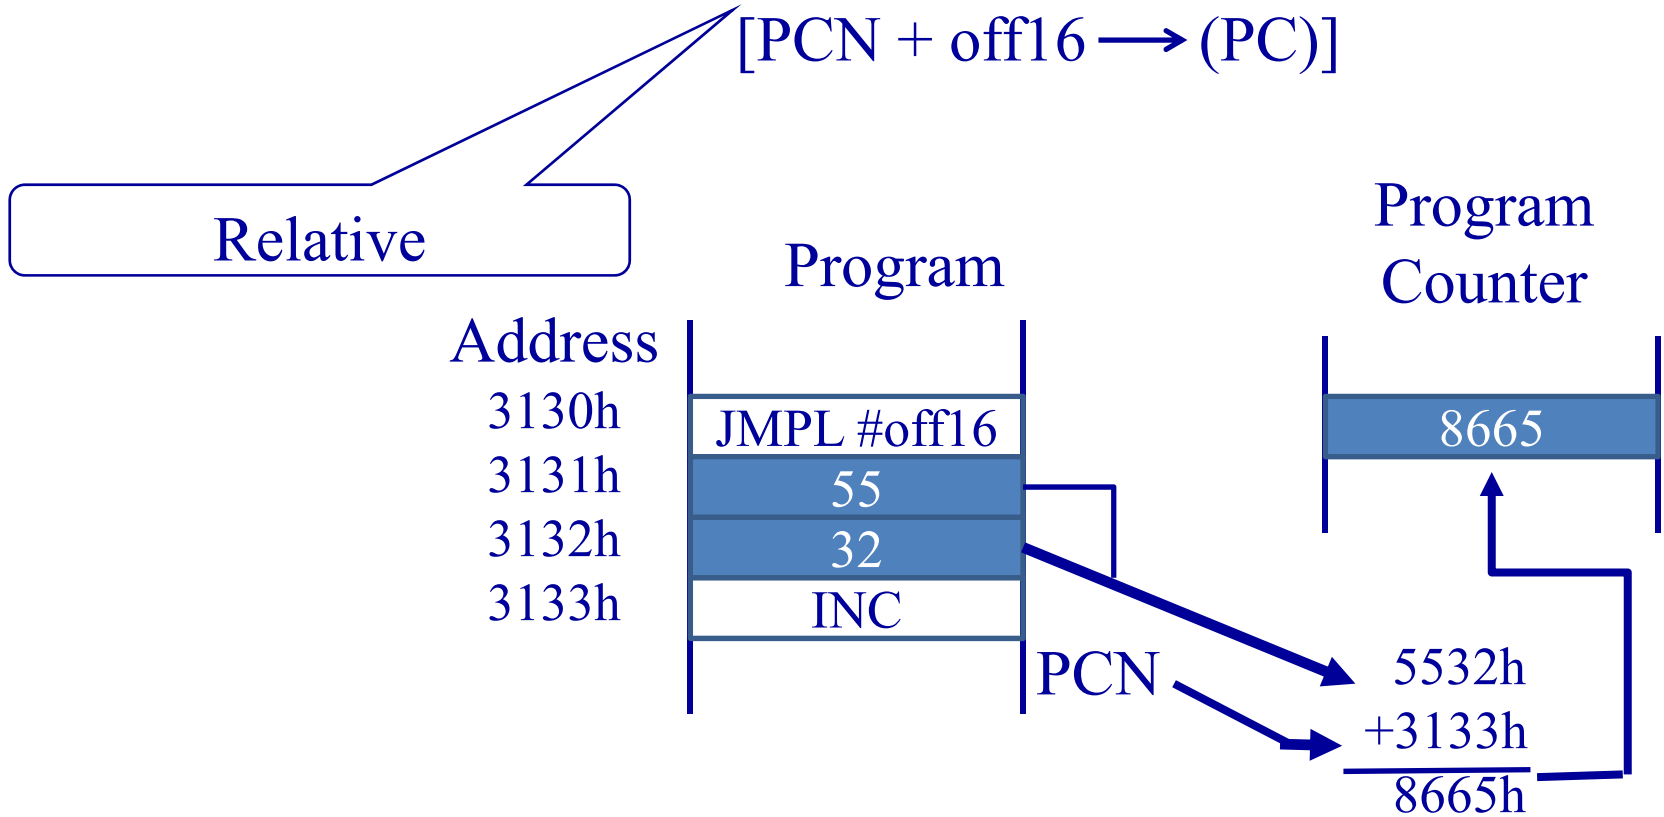 [PCN + off16 → (PC)]
Relative
Program
Program
Counter
Address
3130h
JMPL #off16
8665
3131h
55
3132h
32
3133h
INC
PCN
5532h
+3133h
8665h